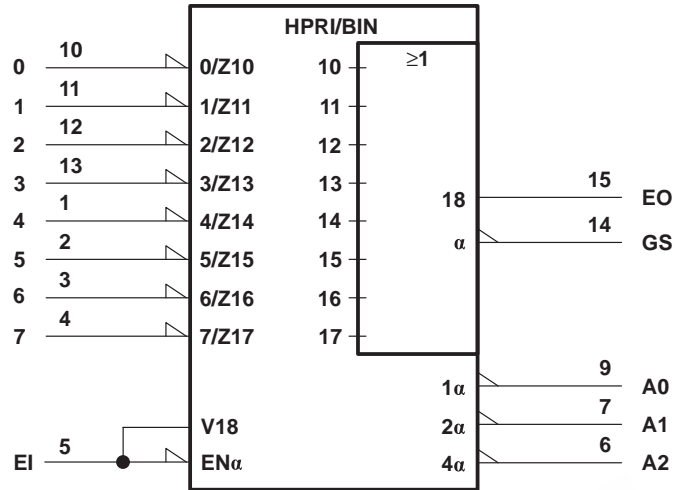 HPRI/BIN
≥1
0 10 0/Z10 10
1 11 1/Z11 11
2 12 2/Z12 12
3 13 3/Z13 13
18 15 EO
4 1 4/Z14 14
α 14 GS
5 2 5/Z15 15
6 3 6/Z16 16
7 4 7/Z17 17
1α 9 A0
V18 2α 7 A1
EI 5 ENα 4α 6 A2